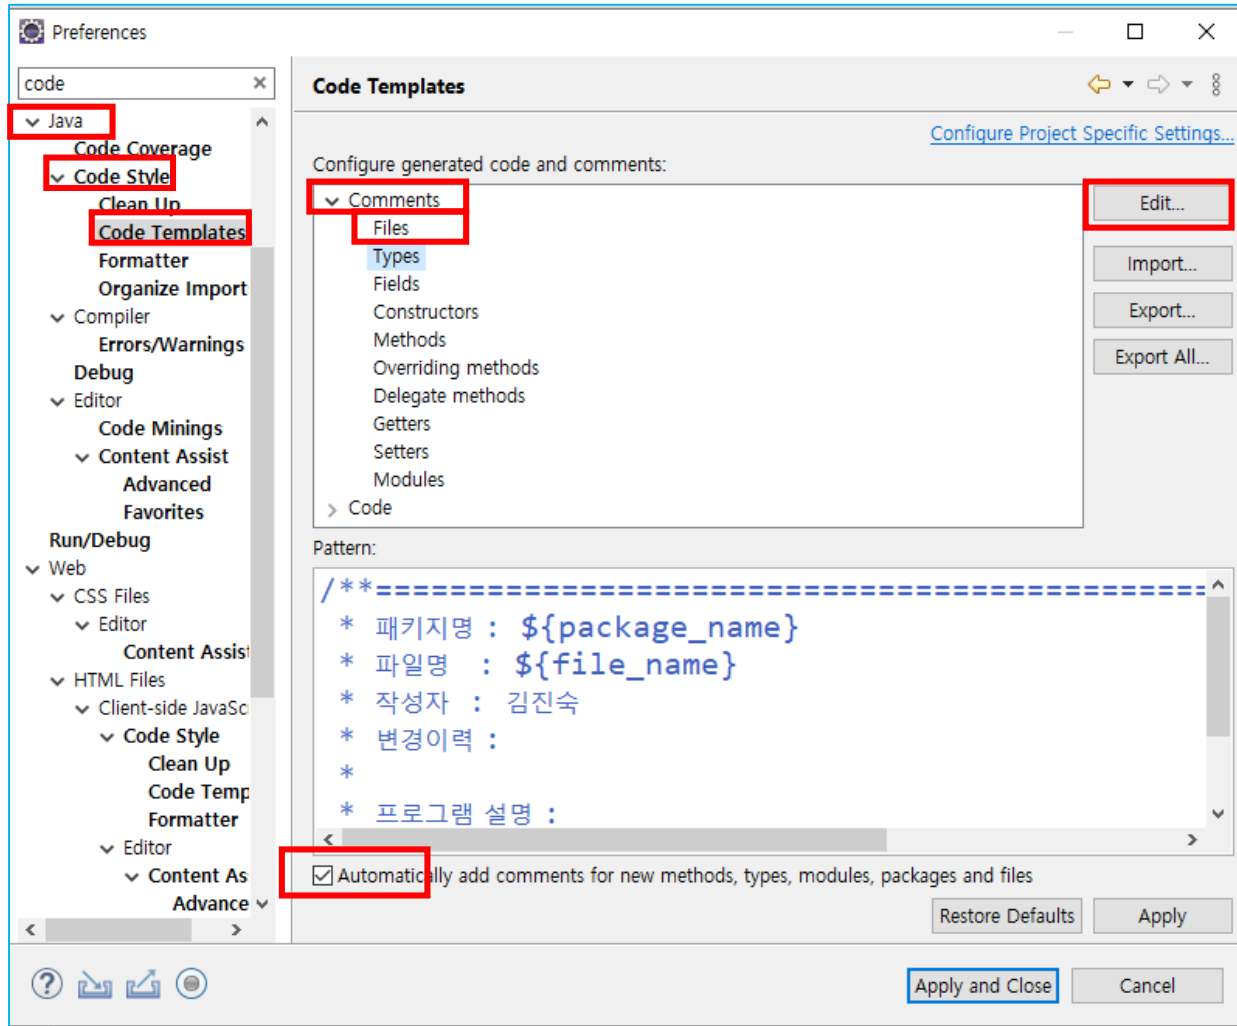 Preferences
code
Java
Code Coverage
Code Style
Clean Up
Code Templates
Formatter
Organize Import
Compiler
Errors/Warnings
Debug
Editor
Code Minings
Content Assist
Advanced
Favorites
Run/Debug
Web
CSS Files
Editor
Content Assist
HTML Files
Client-side JavaSc
Code Style
Clean Up
Code Temp
Formatter
Editor
Content As
Advance
Code Templates
Configure Project Specific Settings...
Configure generated code and comments:
Comments
Files
Types
Fields
Constructors
Methods
Overriding methods
Delegate methods
Getters
Setters
Modules
Code
Edit...
Import...
Export...
Export All...
Pattern:
/**=============================================
* 패키지명 : ${package_name}
* 파일명 : ${file_name}
* 작성자 : 김진숙
* 변경이력 :
*
* 프로그램 설명 :
Automatically add comments for new methods, types, modules, packages and files
Restore Defaults
Apply
Apply and Close
Cancel